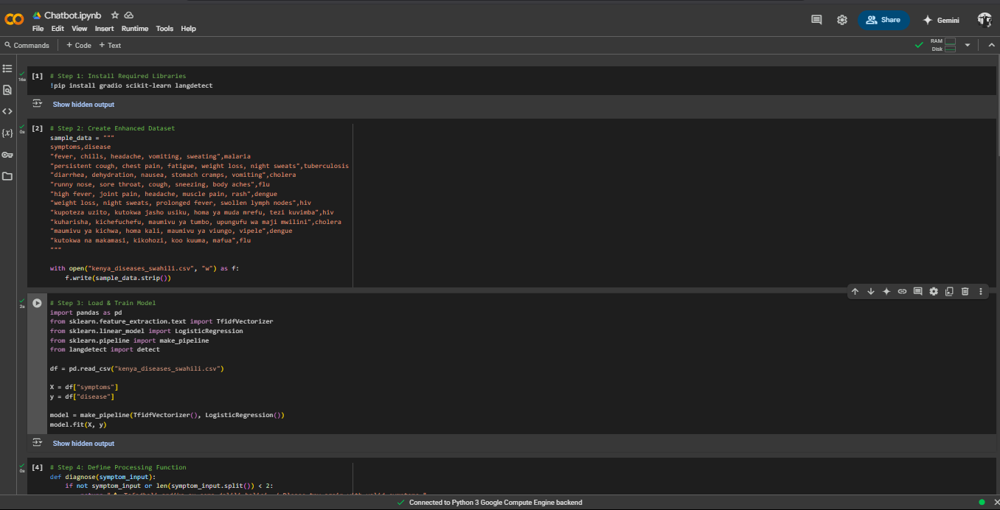 Chatbot.ipynb
File Edit View Insert Runtime Tools Help
Share
Gemini
Commands + Code + Text
RAM
Disk
16s
[1] # Step 1: Install Required Libraries
!pip install gradio scikit-learn langdetect
Show hidden output
0s
[2] # Step 2: Create Enhanced Dataset
sample_data = """
symptoms,disease
"fever, chills, headache, vomiting, sweating",malaria
"persistent cough, chest pain, fatigue, weight loss, night sweats",tuberculosis
"diarrhea, dehydration, nausea, stomach cramps, vomiting",cholera
"runny nose, sore throat, cough, sneezing, body aches",flu
"high fever, joint pain, headache, muscle pain, rash",dengue
"weight loss, night sweats, prolonged fever, swollen lymph nodes",hiv
"kupoteza uzito, kutokwa jasho usiku, homa ya muda mrefu, tezi kuvimba",hiv
"kuharisha, kichefuchefu, maumivu ya tumbo, upungufu wa maji mwilini",cholera
"maumivu ya kichwa, homa kali, maumivu ya viungo, vipele",dengue
"kutokwa na makamasi, kikohozi, koo kuuma, mafua",flu
"""
with open("kenya_diseases_swahili.csv", "w") as f:
f.write(sample_data.strip())
2s
# Step 3: Load & Train Model
import pandas as pd
from sklearn.feature_extraction.text import TfidfVectorizer
from sklearn.linear_model import LogisticRegression
from sklearn.pipeline import make_pipeline
from langdetect import detect
df = pd.read_csv("kenya_diseases_swahili.csv")
X = df["symptoms"]
y = df["disease"]
model = make_pipeline(TfidfVectorizer(), LogisticRegression())
model.fit(X, y)
Show hidden output
0s
[4] # Step 4: Define Processing Function
def diagnose(symptom_input):
if not symptom_input or len(symptom_input.split()) < 2:
Connected to Python 3 Google Compute Engine backend